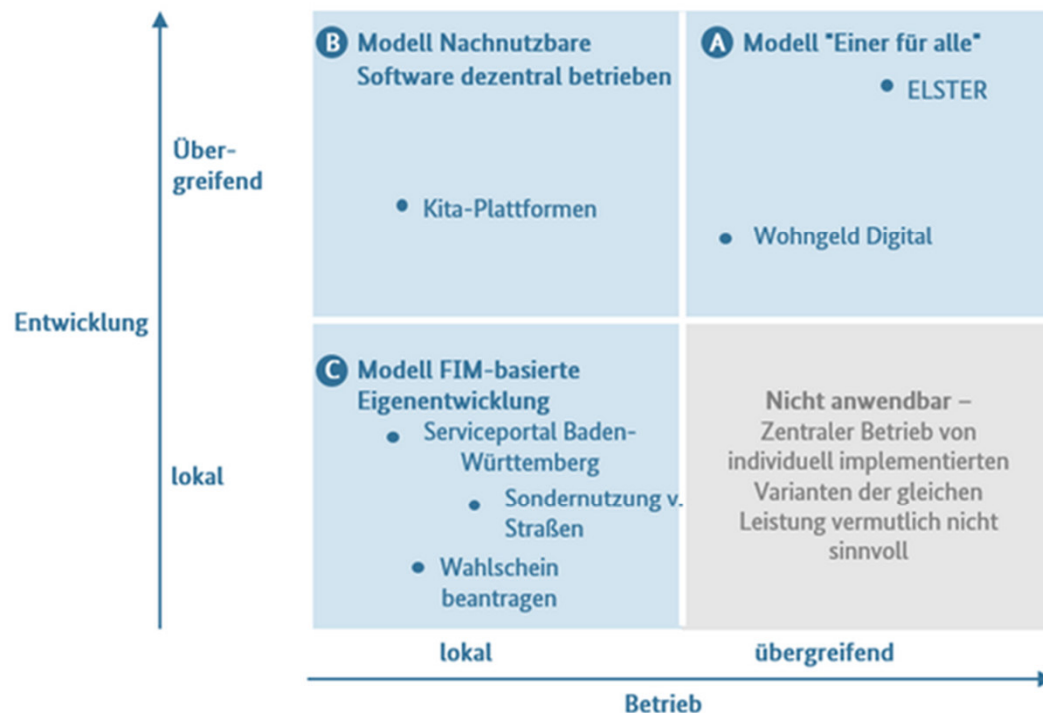 B Modell Nachnutzbare
Software dezentral betrieben
A Modell "Einer für alle"
ELSTER
Über-
greifend
Kita-Plattformen
Wohngeld Digital
Entwicklung
C Modell FIM-basierte
Eigenentwicklung
Serviceportal Baden-
Württemberg
Sondernutzung v.
Straßen
Wahlschein
beantragen
Nicht anwendbar –
Zentraler Betrieb von
individuell implementierten
Varianten der gleichen
Leistung vermutlich nicht
sinnvoll
lokal
lokal
übergreifend
Betrieb